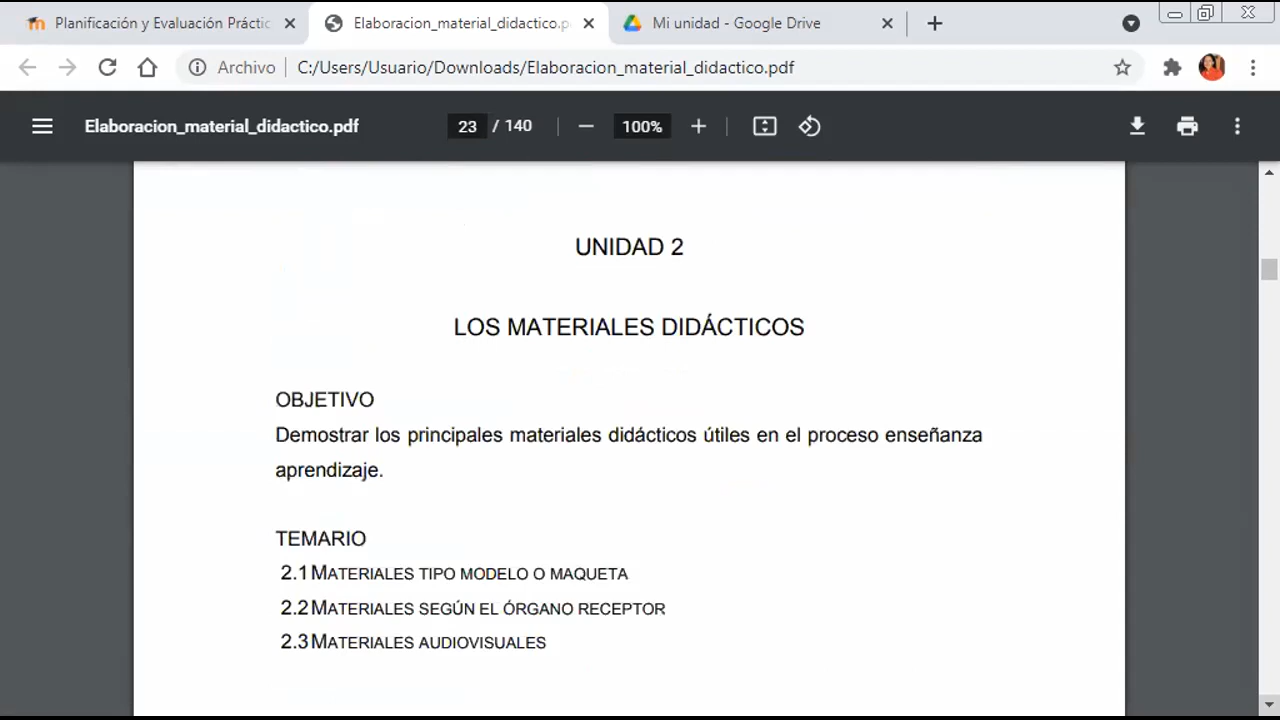 Planificación y Evaluación Práctic
Elaboracion_material_didactico.p
Mi unidad - Google Drive
Archivo
C:/Users/Usuario/Downloads/Elaboracion_material_didactico.pdf
Elaboracion_material_didactico.pdf
23 / 140
100%
UNIDAD 2
LOS MATERIALES DIDÁCTICOS
OBJETIVO
Demostrar los principales materiales didácticos útiles en el proceso enseñanza
aprendizaje.
TEMARIO
2.1 MATERIALES TIPO MODELO O MAQUETA
2.2 MATERIALES SEGÚN EL ÓRGANO RECEPTOR
2.3 MATERIALES AUDIOVISUALES